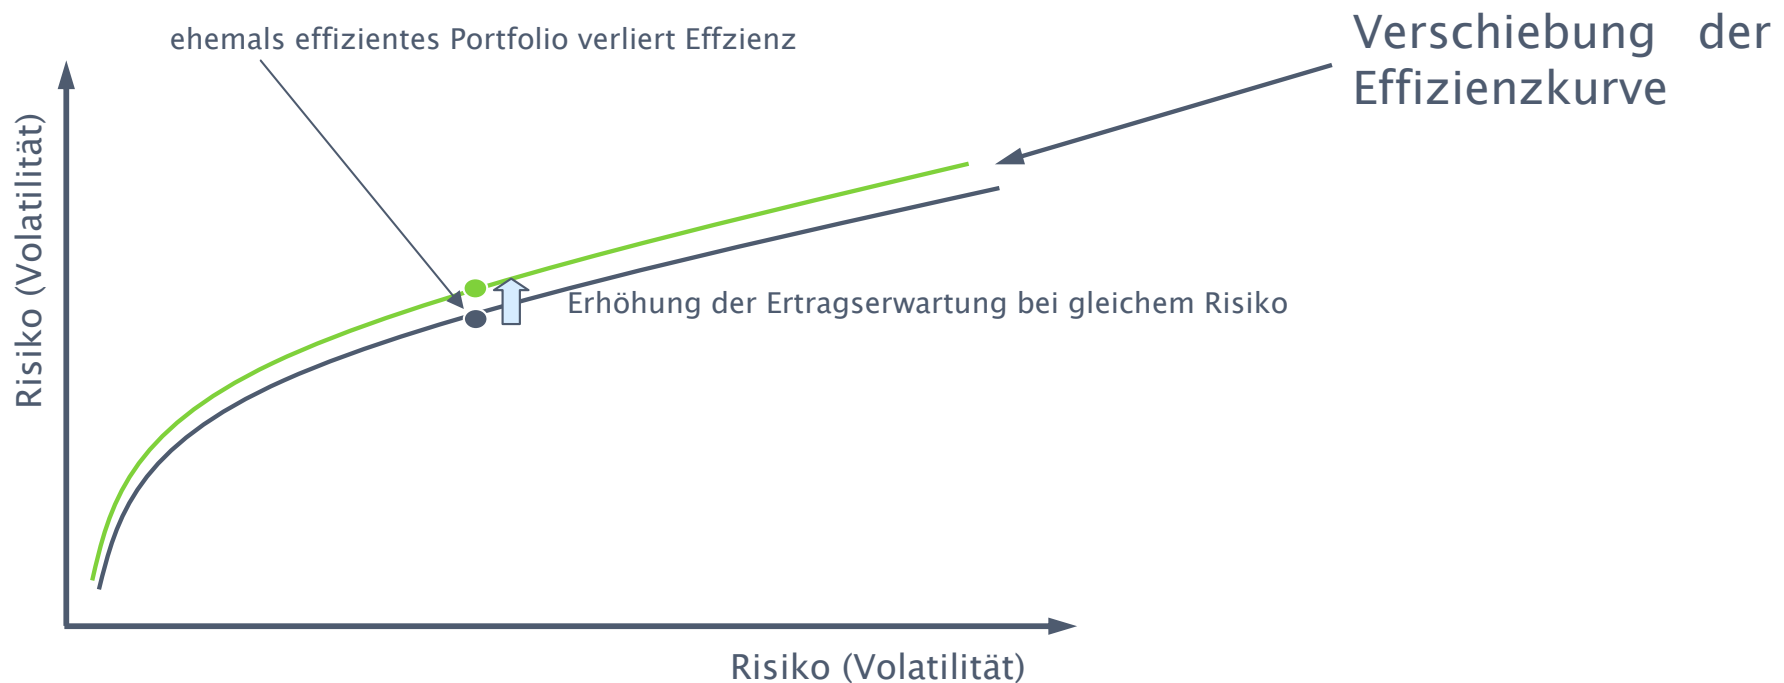 ehemals effizientes Portfolio verliert Effzienz
Verschiebung der
Effizienzkurve
Risiko (Volatilität)
Erhöhung der Ertragserwartung bei gleichem Risiko
Risiko (Volatilität)